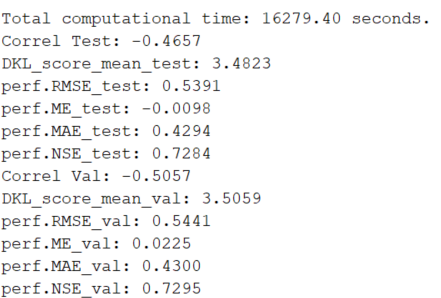 Total computational time: 16279.40 seconds.
Correl Test: -0.4657
DKL_score_mean_test: 3.4823
perf.RMSE_test: 0.5391
perf.ME_test: -0.0098
perf.MAE_test: 0.4294
perf.NSE_test: 0.7284
Correl Val: -0.5057
DKL_score_mean_val: 3.5059
perf.RMSE_val: 0.5441
perf.ME_val: 0.0225
perf.MAE_val: 0.4300
perf.NSE_val: 0.7295